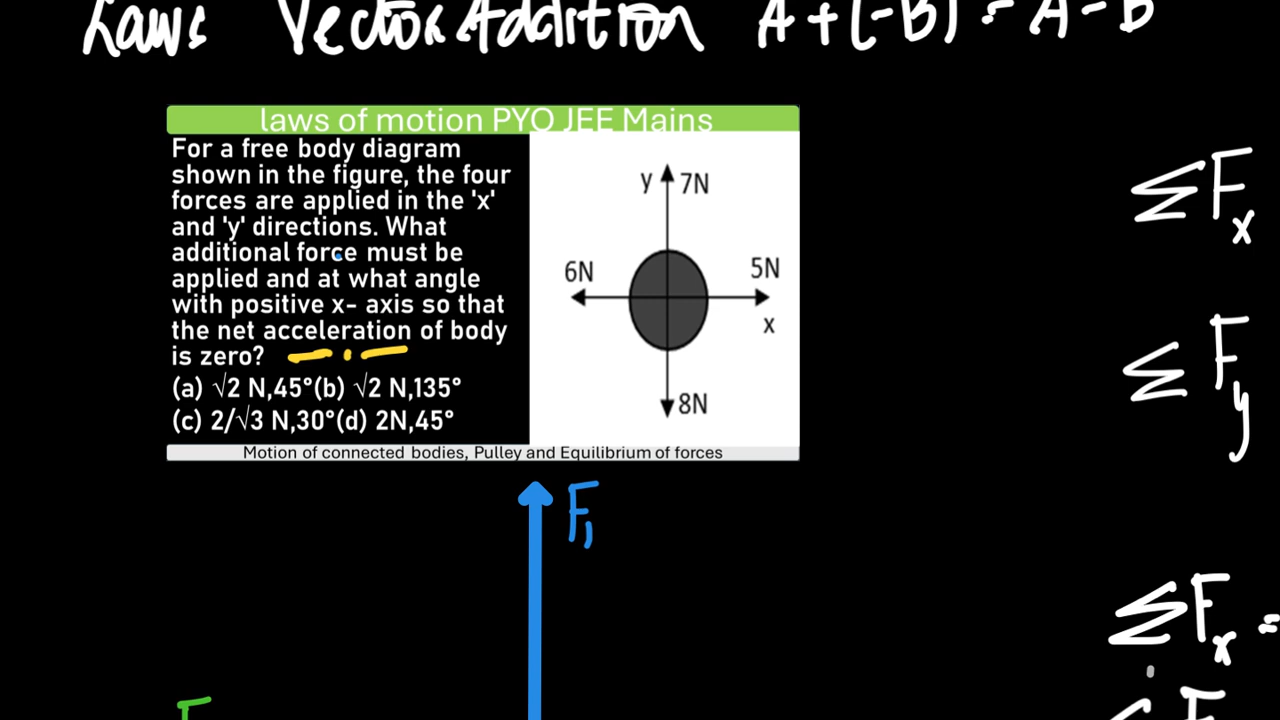 Laws Vector Addition A + (-B) = A - B
laws of motion PYQ JEE Mains
For a free body diagram
shown in the figure, the four
forces are applied in the 'x'
and 'y' directions. What
additional force must be
applied and at what angle
with positive x- axis so that
the net acceleration of body
is zero?
(a) √2 N,45°(b) √2 N,135°
(c) 2/√3 N,30°(d) 2N,45°
y 7N
6N
5N
x
8N
Motion of connected bodies, Pulley and Equilibrium of forces
ΣFx
ΣFy
F1
ΣFx =
F